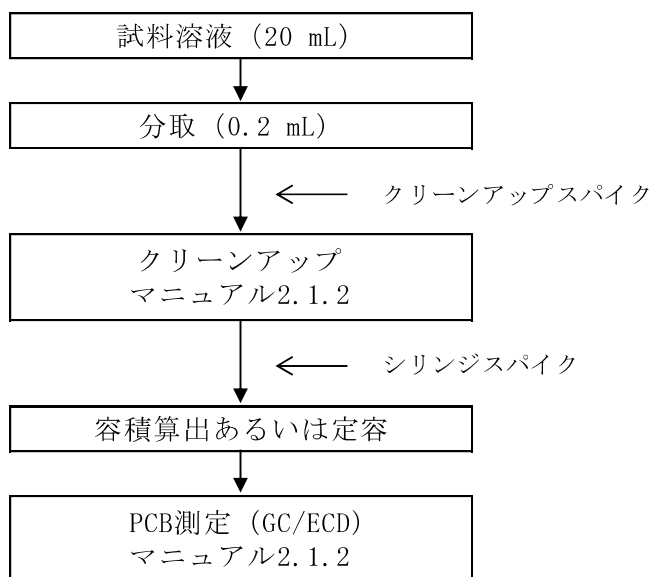 試料溶液 (20 mL)
分取 (0.2 mL)
クリーンアップスパイク
クリーンアップ
マニュアル2.1.2
シリンジスパイク
容積算出あるいは定容
PCB測定 (GC/ECD)
マニュアル2.1.2